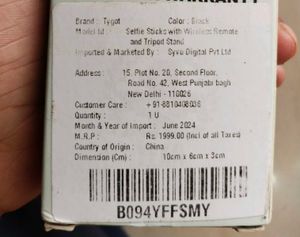 WARRANTY
Brand : Tygot Color : Black
Model Id : Selfie Sticks with Wireless Remote
and Tripod Stand
Imported & Marketed By : Syvo Digital Pvt Ltd
Address : 15, Plot No. 20, Second Floor,
Road No. 42, West Punjabi bagh
New Delhi - 110026
Customer Care : +91-8810408036
Quantity : 1 U
Month & Year of Import : June 2024
M.R.P : Rs. 1999.00 (Incl of all Taxes)
Country of Origin : China
Dimension (Cm) : 10cm x 6cm x 3cm
B094YFFSMY